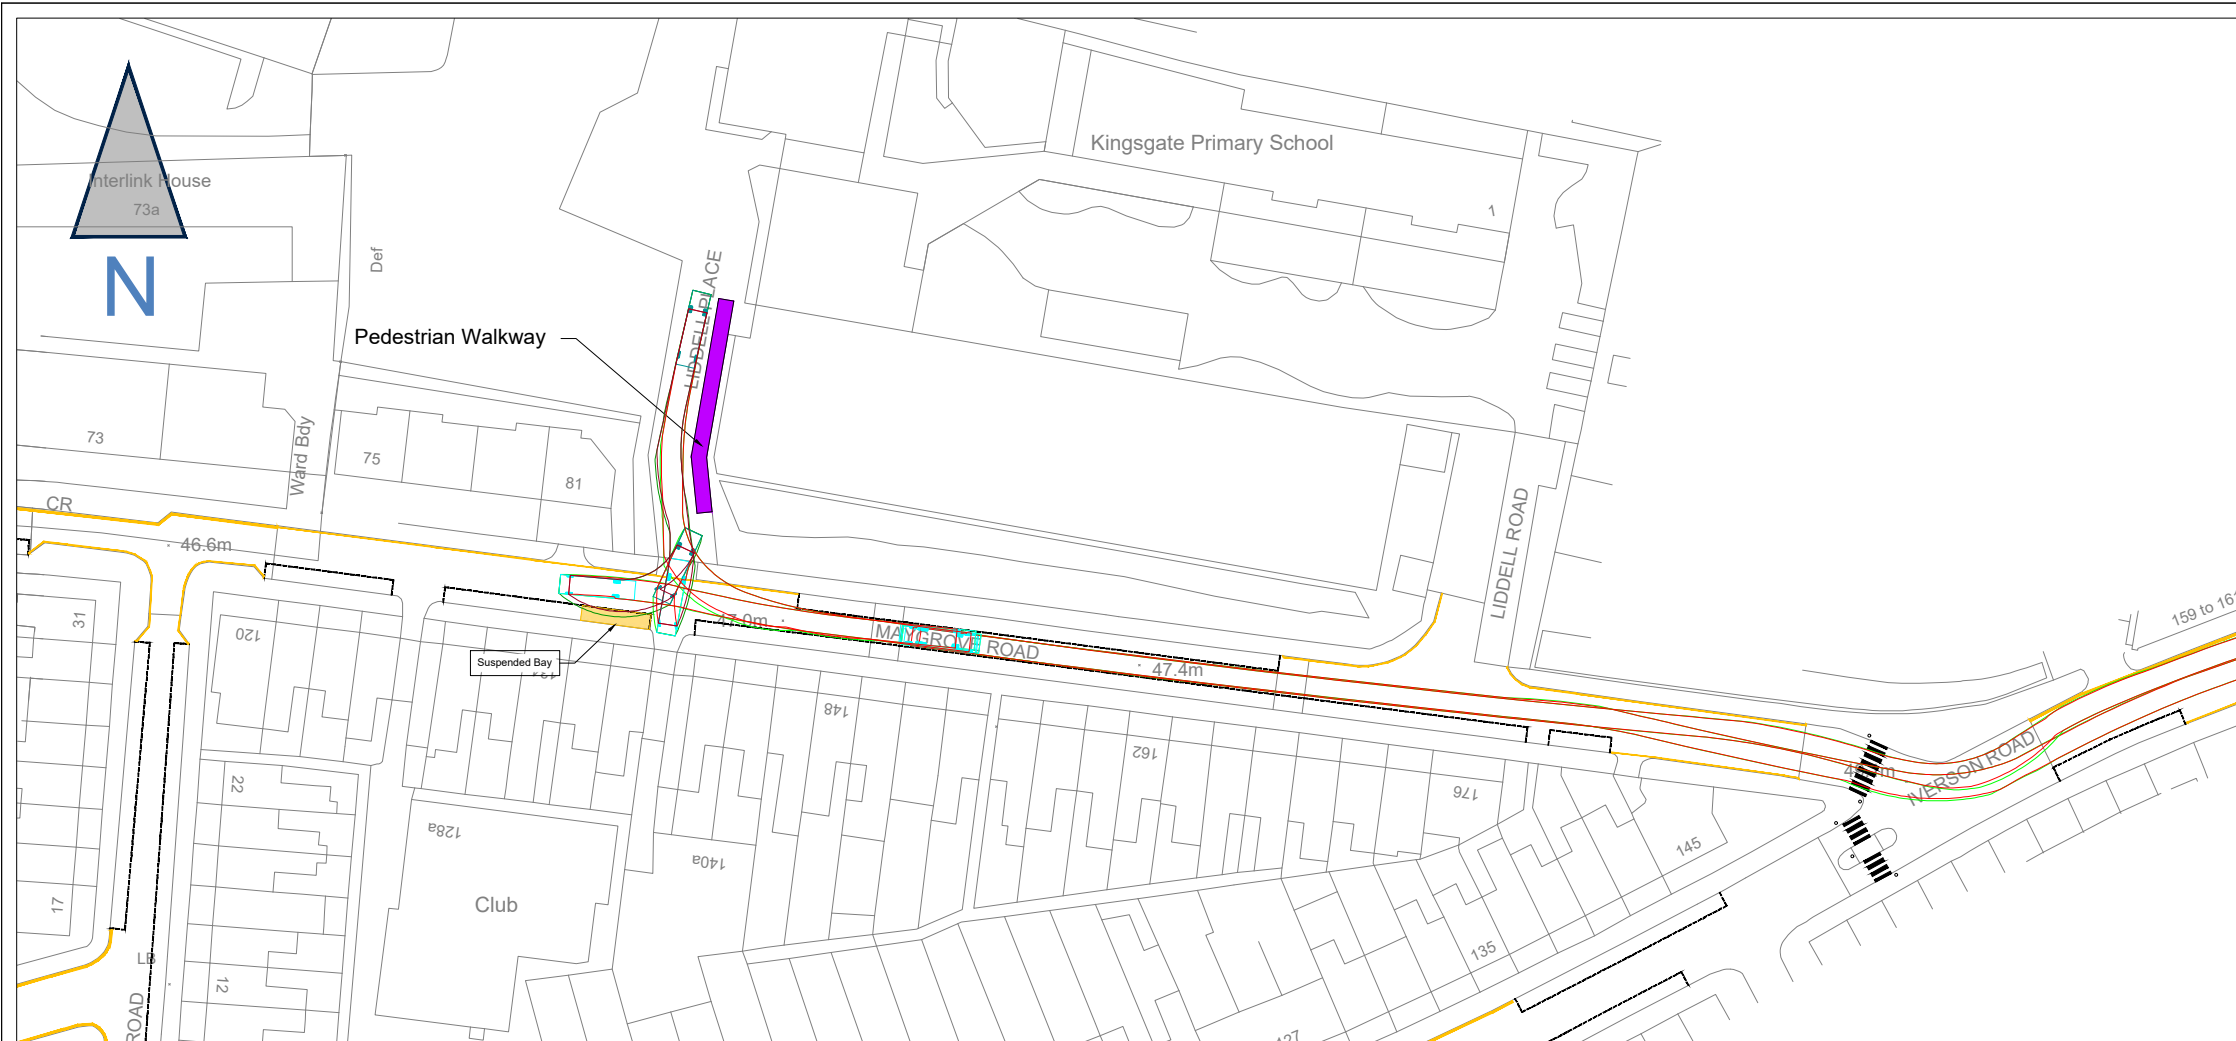 Kingsgate Primary School
Interlink House
73a
1
N
Def
LIDDELL PLACE
Pedestrian Walkway
73
75
81
Ward Bdy
CR
46.6m
LIDDELL ROAD
31
120
47.0m
MAYGROVE ROAD
47.4m
159 to 161
Suspended Bay
148
162
176
IVERSON ROAD
22
128a
140a
145
17
Club
135
LB
12
ROAD
127